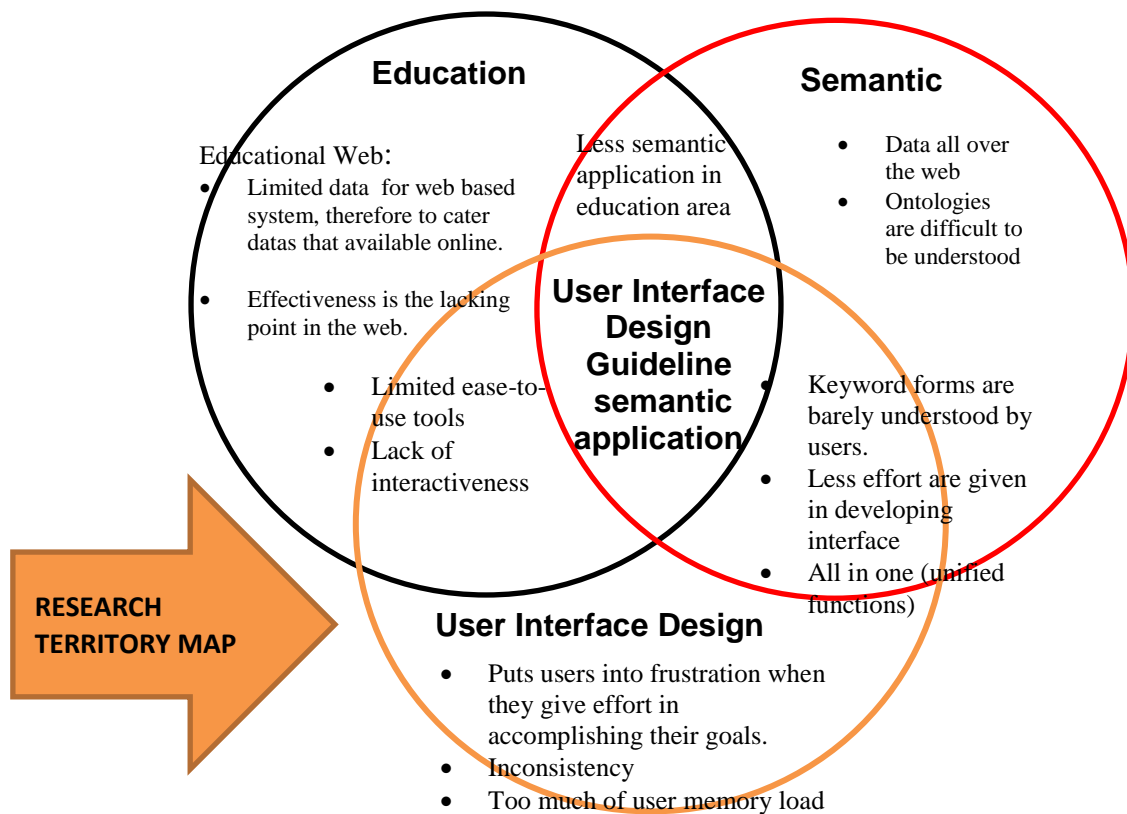 Education
Educational Web:
• Limited data for web based
system, therefore to cater
datas that available online.
• Effectiveness is the lacking
point in the web.
Less semantic
application in
education area
Semantic
• Data all over
the web
• Ontologies
are difficult to
be understood
User Interface
Design
Guideline
semantic
application
• Limited ease-to-
use tools
• Lack of
interactiveness
• Keyword forms are
barely understood by
users.
• Less effort are given
in developing
interface
• All in one (unified
functions)
RESEARCH
TERRITORY MAP
User Interface Design
• Puts users into frustration when
they give effort in
accomplishing their goals.
• Inconsistency
• Too much of user memory load